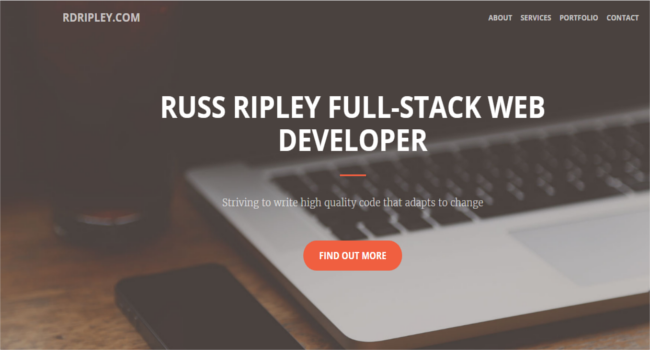 RDRIPLEY.COM
ABOUT SERVICES PORTFOLIO CONTACT
RUSS RIPLEY FULL-STACK WEB
DEVELOPER
Striving to write high quality code that adapts to change
FIND OUT MORE